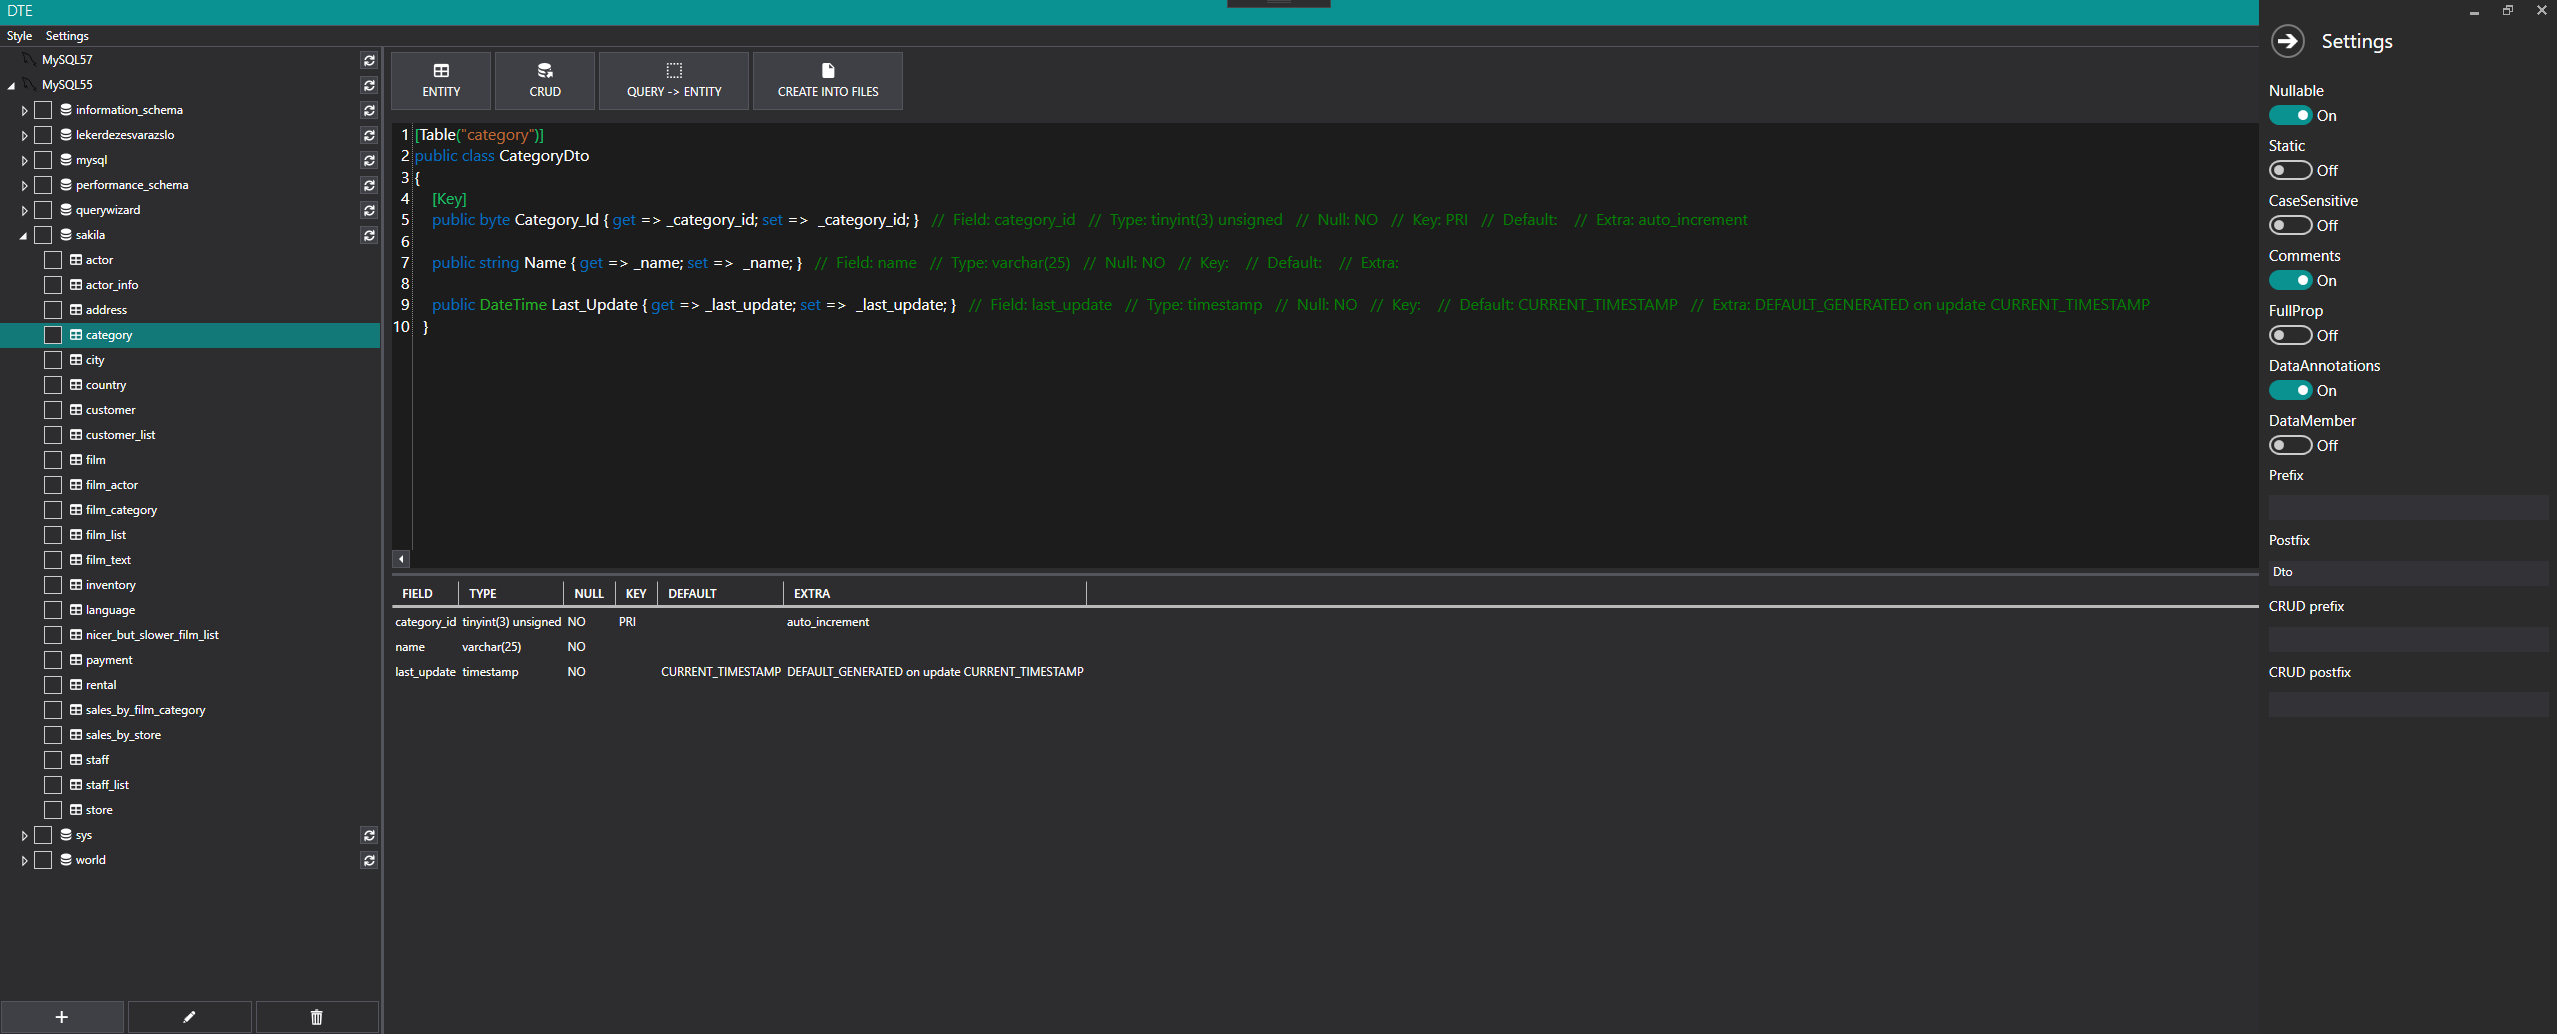 DTE
Style Settings
MySQL57
MySQL55
information_schema
lekerdezesvarazslo
mysql
performance_schema
querywizard
sakila
actor
actor_info
address
category
city
country
customer
customer_list
film
film_actor
film_category
film_list
film_text
inventory
language
nicer_but_slower_film_list
payment
rental
sales_by_film_category
sales_by_store
staff
staff_list
store
sys
world
ENTITY
CRUD
QUERY -> ENTITY
CREATE INTO FILES
1 [Table("category")]
2 public class CategoryDto
3 {
4 [Key]
5 public byte Category_Id { get => _category_id; set => _category_id; } // Field: category_id // Type: tinyint(3) unsigned // Null: NO // Key: PRI // Default: // Extra: auto_increment
6
7 public string Name { get => _name; set => _name; } // Field: name // Type: varchar(25) // Null: NO // Key: // Default: // Extra:
8
9 public DateTime Last_Update { get => _last_update; set => _last_update; } // Field: last_update // Type: timestamp // Null: NO // Key: // Default: CURRENT_TIMESTAMP // Extra: DEFAULT_GENERATED on update CURRENT_TIMESTAMP
10 }
FIELD TYPE NULL KEY DEFAULT EXTRA
category_id tinyint(3) unsigned NO PRI auto_increment
name varchar(25) NO
last_update timestamp NO CURRENT_TIMESTAMP DEFAULT_GENERATED on update CURRENT_TIMESTAMP
Settings
Nullable
On
Static
Off
CaseSensitive
Off
Comments
On
FullProp
Off
DataAnnotations
On
DataMember
Off
Prefix
Postfix
Dto
CRUD prefix
CRUD postfix